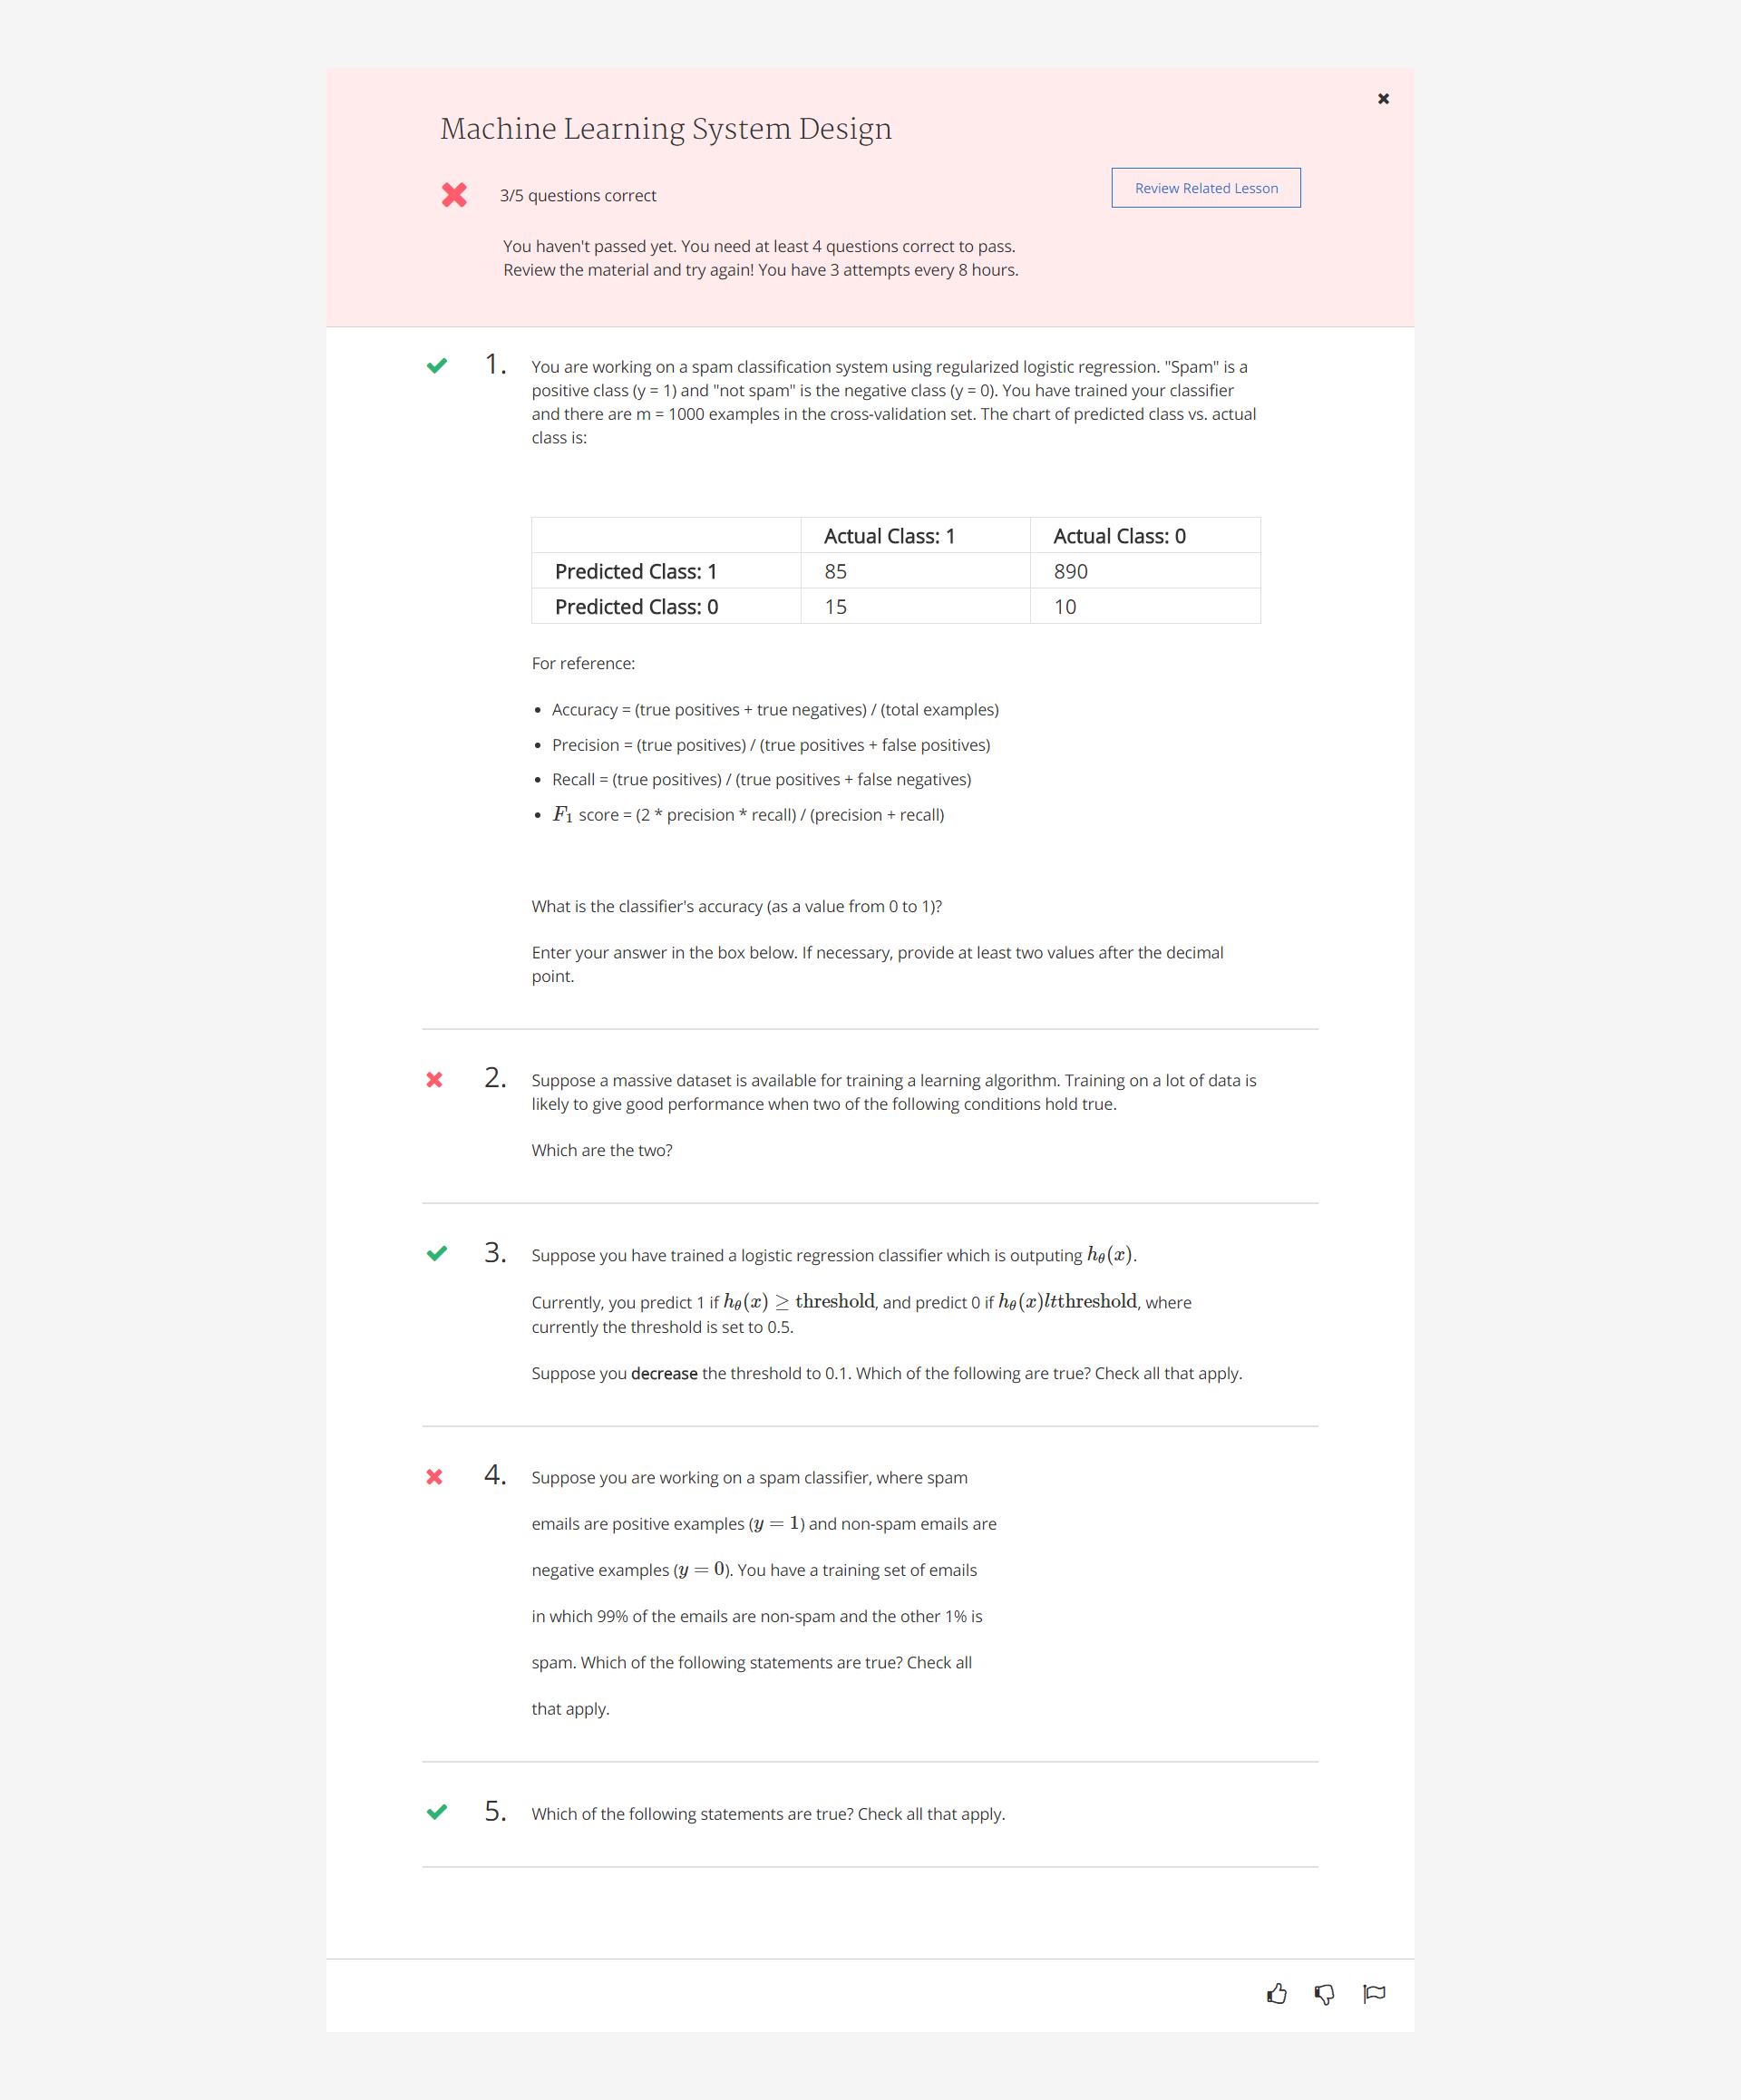 Machine Learning System Design
3/5 questions correct
Review Related Lesson
You haven't passed yet. You need at least 4 questions correct to pass.
Review the material and try again! You have 3 attempts every 8 hours.
1. You are working on a spam classification system using regularized logistic regression. "Spam" is a
positive class (y = 1) and "not spam" is the negative class (y = 0). You have trained your classifier
and there are m = 1000 examples in the cross-validation set. The chart of predicted class vs. actual
class is:
Actual Class: 1 Actual Class: 0
Predicted Class: 1 85 890
Predicted Class: 0 15 10
For reference:
• Accuracy = (true positives + true negatives) / (total examples)
• Precision = (true positives) / (true positives + false positives)
• Recall = (true positives) / (true positives + false negatives)
• F₁ score = (2 * precision * recall) / (precision + recall)
What is the classifier's accuracy (as a value from 0 to 1)?
Enter your answer in the box below. If necessary, provide at least two values after the decimal
point.
2. Suppose a massive dataset is available for training a learning algorithm. Training on a lot of data is
likely to give good performance when two of the following conditions hold true.
Which are the two?
3. Suppose you have trained a logistic regression classifier which is outputing hθ(x).
Currently, you predict 1 if hθ(x) ≥ threshold, and predict 0 if hθ(x)ltthreshold, where
currently the threshold is set to 0.5.
Suppose you decrease the threshold to 0.1. Which of the following are true? Check all that apply.
4. Suppose you are working on a spam classifier, where spam
emails are positive examples (y = 1) and non-spam emails are
negative examples (y = 0). You have a training set of emails
in which 99% of the emails are non-spam and the other 1% is
spam. Which of the following statements are true? Check all
that apply.
5. Which of the following statements are true? Check all that apply.